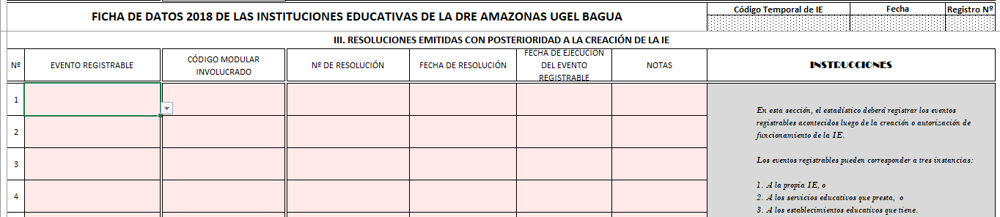 FICHA DE DATOS 2018 DE LAS INSTITUCIONES EDUCATIVAS DE LA DRE AMAZONAS UGEL BAGUA
Código Temporal de IE
Fecha
Registro Nº
III. RESOLUCIONES EMITIDAS CON POSTERIORIDAD A LA CREACIÓN DE LA IE
Nº
EVENTO REGISTRABLE
CÓDIGO MODULAR
INVOLUCRADO
Nº DE RESOLUCIÓN
FECHA DE RESOLUCIÓN
FECHA DE EJECUCIÓN
DEL EVENTO
REGISTRABLE
NOTAS
INSTRUCCIONES
1
2
3
4
En esta sección, el estadístico deberá registrar los eventos
registrables acontecidos luego de la creación o autorización de
funcionamiento de la IE.
Los eventos registrables pueden corresponder a tres instancias:
1. A la propia IE, o
2. A los servicios educativos que presta, o
3. A los establecimientos educativos que tiene.